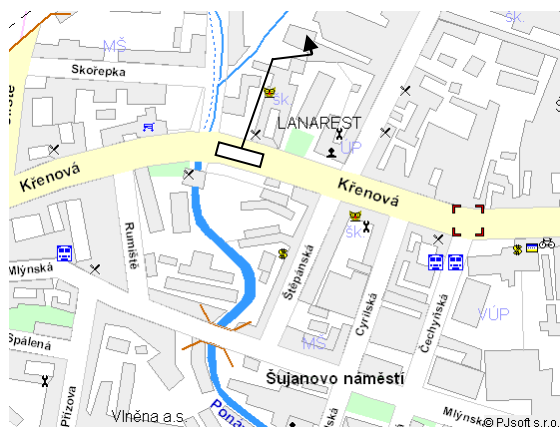 šk.
MŠ
Skořepka
šk.
LANAREST
ÚP
Křenová
Křenová
šk.
Mlýnská
Rumiště
Štěpánská
Cyrilská
Čechyňská
VÚP
Spálená
MŠ
Přízova
Šujanovo náměstí
Vlněna a.s.
Mlýnská
© PJsoft s.r.o.